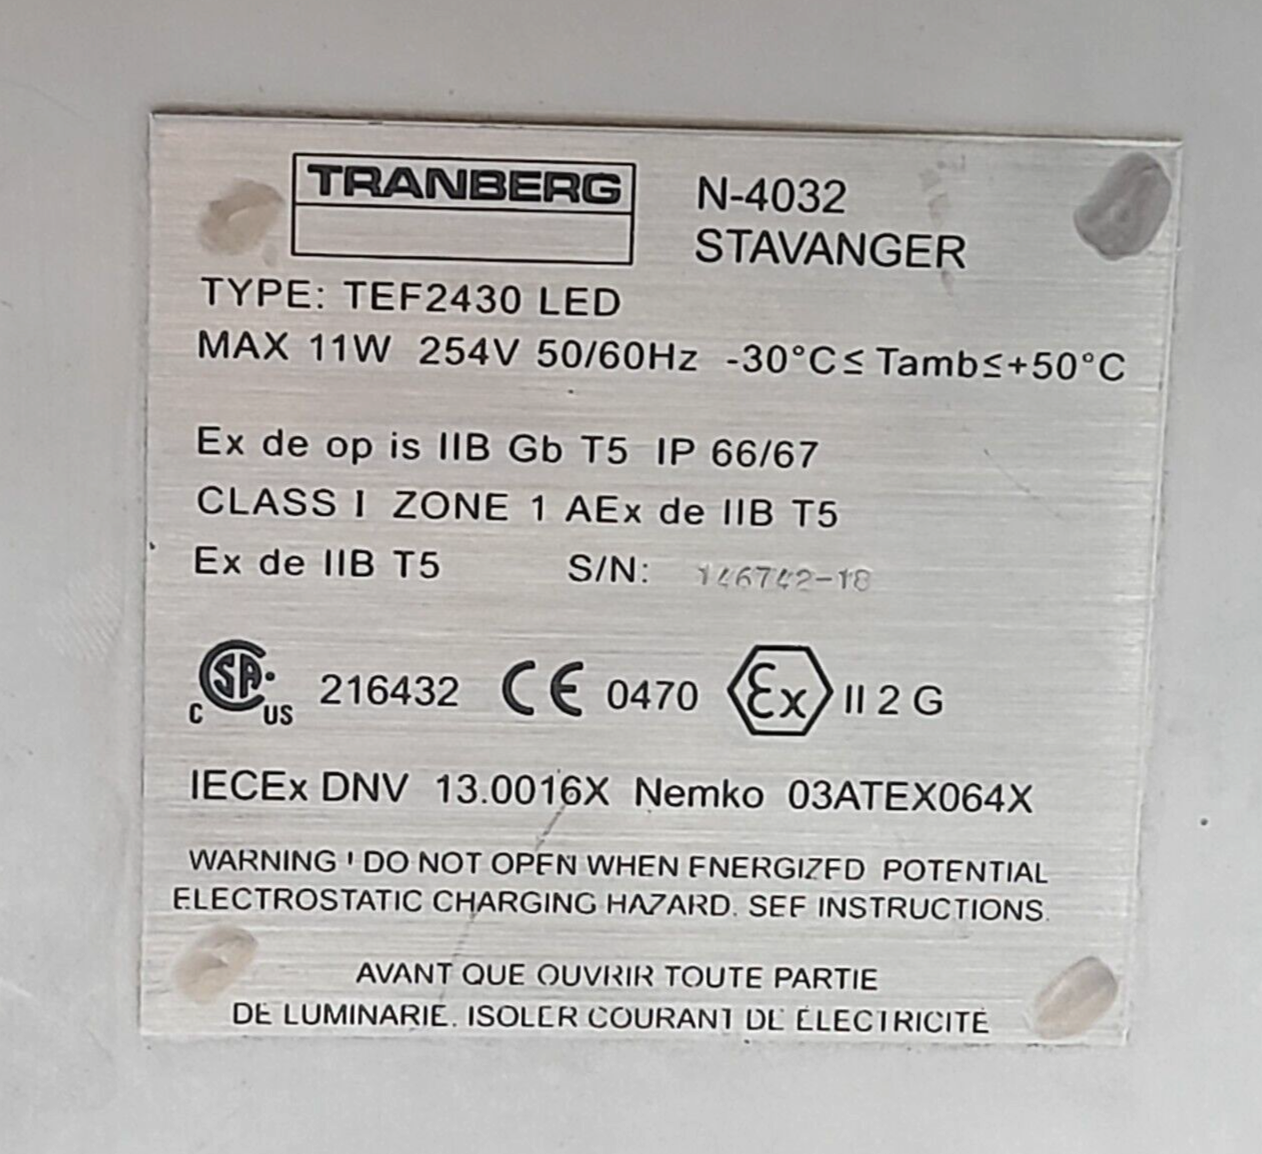 TRANBERG
N-4032
STAVANGER
TYPE: TEF2430 LED
MAX 11W 254V 50/60Hz -30°C≤ Tamb≤+50°C
Ex de op is IIB Gb T5 IP 66/67
CLASS I ZONE 1 AEx de IIB T5
Ex de IIB T5 S/N: 146742-18
C SA US 216432 CE 0470 Ex II 2 G
IECEx DNV 13.0016X Nemko 03ATEX064X
WARNING ! DO NOT OPEN WHEN ENERGIZED POTENTIAL
ELECTROSTATIC CHARGING HAZARD. SEE INSTRUCTIONS.
AVANT QUE OUVRIR TOUTE PARTIE
DE LUMINARIE. ISOLER COURANT DE ÉLECTRICITÉ